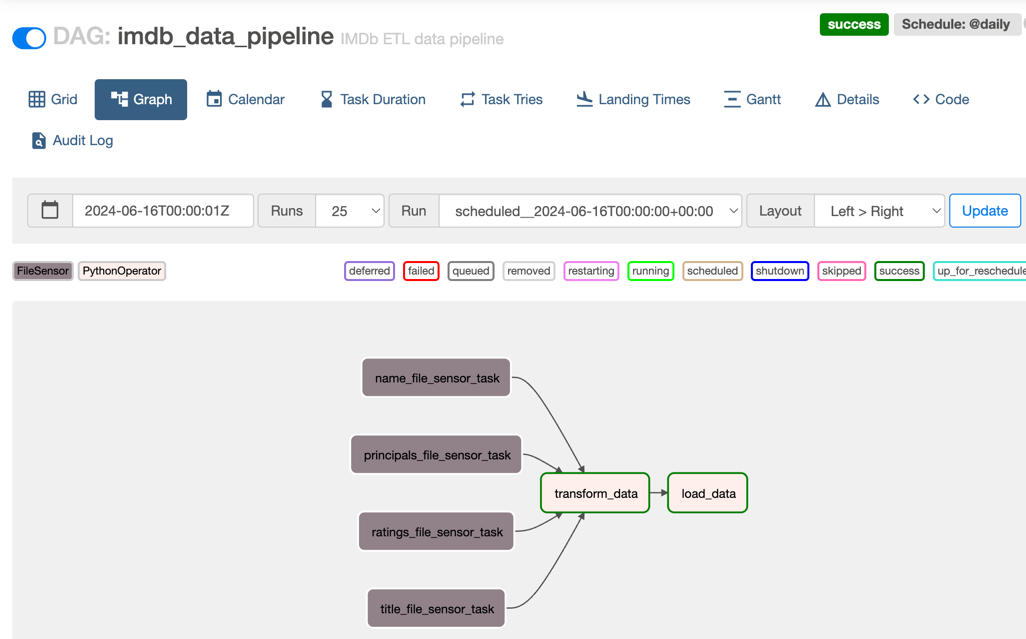 DAG: imdb_data_pipeline IMDb ETL data pipeline
success Schedule: @daily
Grid Graph Calendar Task Duration Task Tries Landing Times Gantt Details Code
Audit Log
2024-06-16T00:00:01Z Runs 25 Run scheduled__2024-06-16T00:00:00+00:00 Layout Left > Right Update
FileSensor PythonOperator deferred failed queued removed restarting running scheduled shutdown skipped success up_for_reschedule
name_file_sensor_task
principals_file_sensor_task
transform_data load_data
ratings_file_sensor_task
title_file_sensor_task